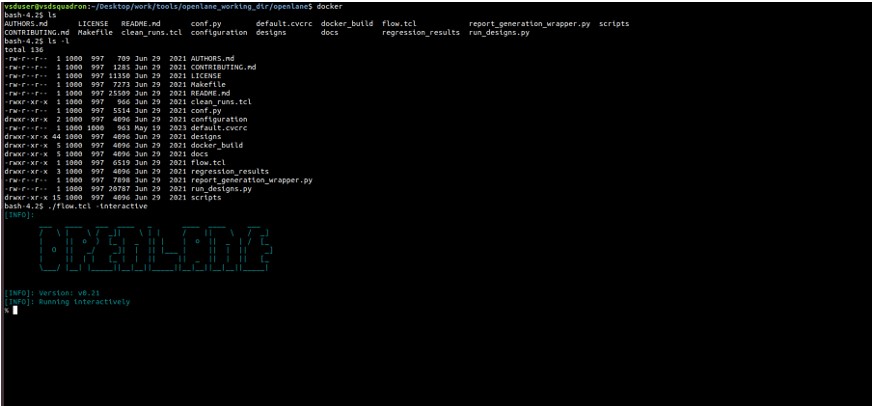 vsduser@vsdsquadron:~/Desktop/work/tools/openlane_working_dir/openlane$ docker
bash-4.2$ ls
AUTHORS.md LICENSE README.md conf.py default.cvcrc docker_build flow.tcl report_generation_wrapper.py scripts
CONTRIBUTING.md Makefile clean_runs.tcl configuration designs docs regression_results run_designs.py
bash-4.2$ ls -l
total 136
-rw-r--r-- 1 1000 997 709 Jun 29 2021 AUTHORS.md
-rw-r--r-- 1 1000 997 1285 Jun 29 2021 CONTRIBUTING.md
-rw-r--r-- 1 1000 997 11350 Jun 29 2021 LICENSE
-rw-r--r-- 1 1000 997 7273 Jun 29 2021 Makefile
-rw-r--r-- 1 1000 997 25509 Jun 29 2021 README.md
-rwxr-xr-x 1 1000 997 966 Jun 29 2021 clean_runs.tcl
-rw-r--r-- 1 1000 997 5514 Jun 29 2021 conf.py
drwxr-xr-x 2 1000 997 4096 Jun 29 2021 configuration
-rw-r--r-- 1 1000 1000 963 May 19 2023 default.cvcrc
drwxr-xr-x 44 1000 997 4096 Jun 29 2021 designs
drwxr-xr-x 5 1000 997 4096 Jun 29 2021 docker_build
drwxr-xr-x 5 1000 997 4096 Jun 29 2021 docs
-rwxr-xr-x 1 1000 997 6519 Jun 29 2021 flow.tcl
drwxr-xr-x 3 1000 997 4096 Jun 29 2021 regression_results
-rw-r--r-- 1 1000 997 7898 Jun 29 2021 report_generation_wrapper.py
-rw-r--r-- 1 1000 997 20787 Jun 29 2021 run_designs.py
drwxr-xr-x 15 1000 997 4096 Jun 29 2021 scripts
bash-4.2$ ./flow.tcl -interactive
[INFO]:
OPENLANE
[INFO]: Version: v0.21
[INFO]: Running interactively
%